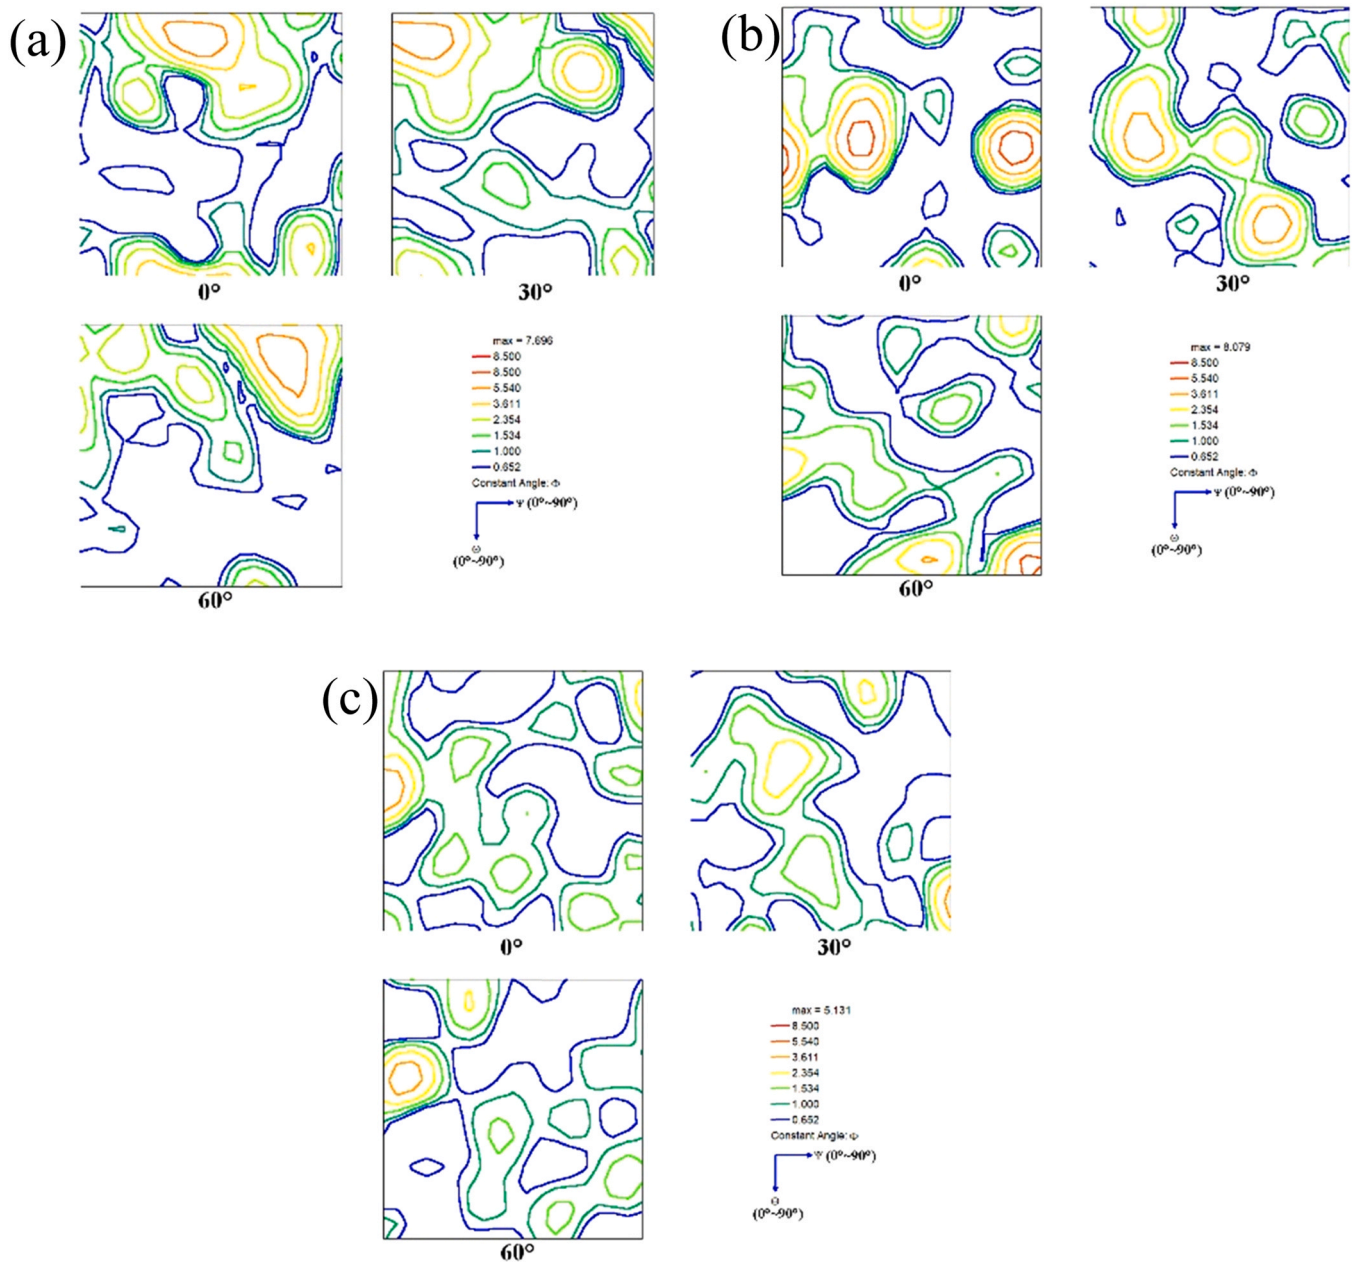 (a)
0°
30°
60°
max = 7.696
8.500
8.500
5.540
3.611
2.354
1.534
1.000
0.652
Constant Angle: Φ
Ψ (0°~90°)
Θ
(0°~90°)
(b)
0°
30°
60°
max = 8.079
8.500
5.540
3.611
2.354
1.534
1.000
0.652
Constant Angle: Φ
Ψ (0°~90°)
Θ
(0°~90°)
(c)
0°
30°
60°
max = 5.131
8.500
5.540
3.611
2.354
1.534
1.000
0.652
Constant Angle: Φ
Ψ (0°~90°)
Θ
(0°~90°)